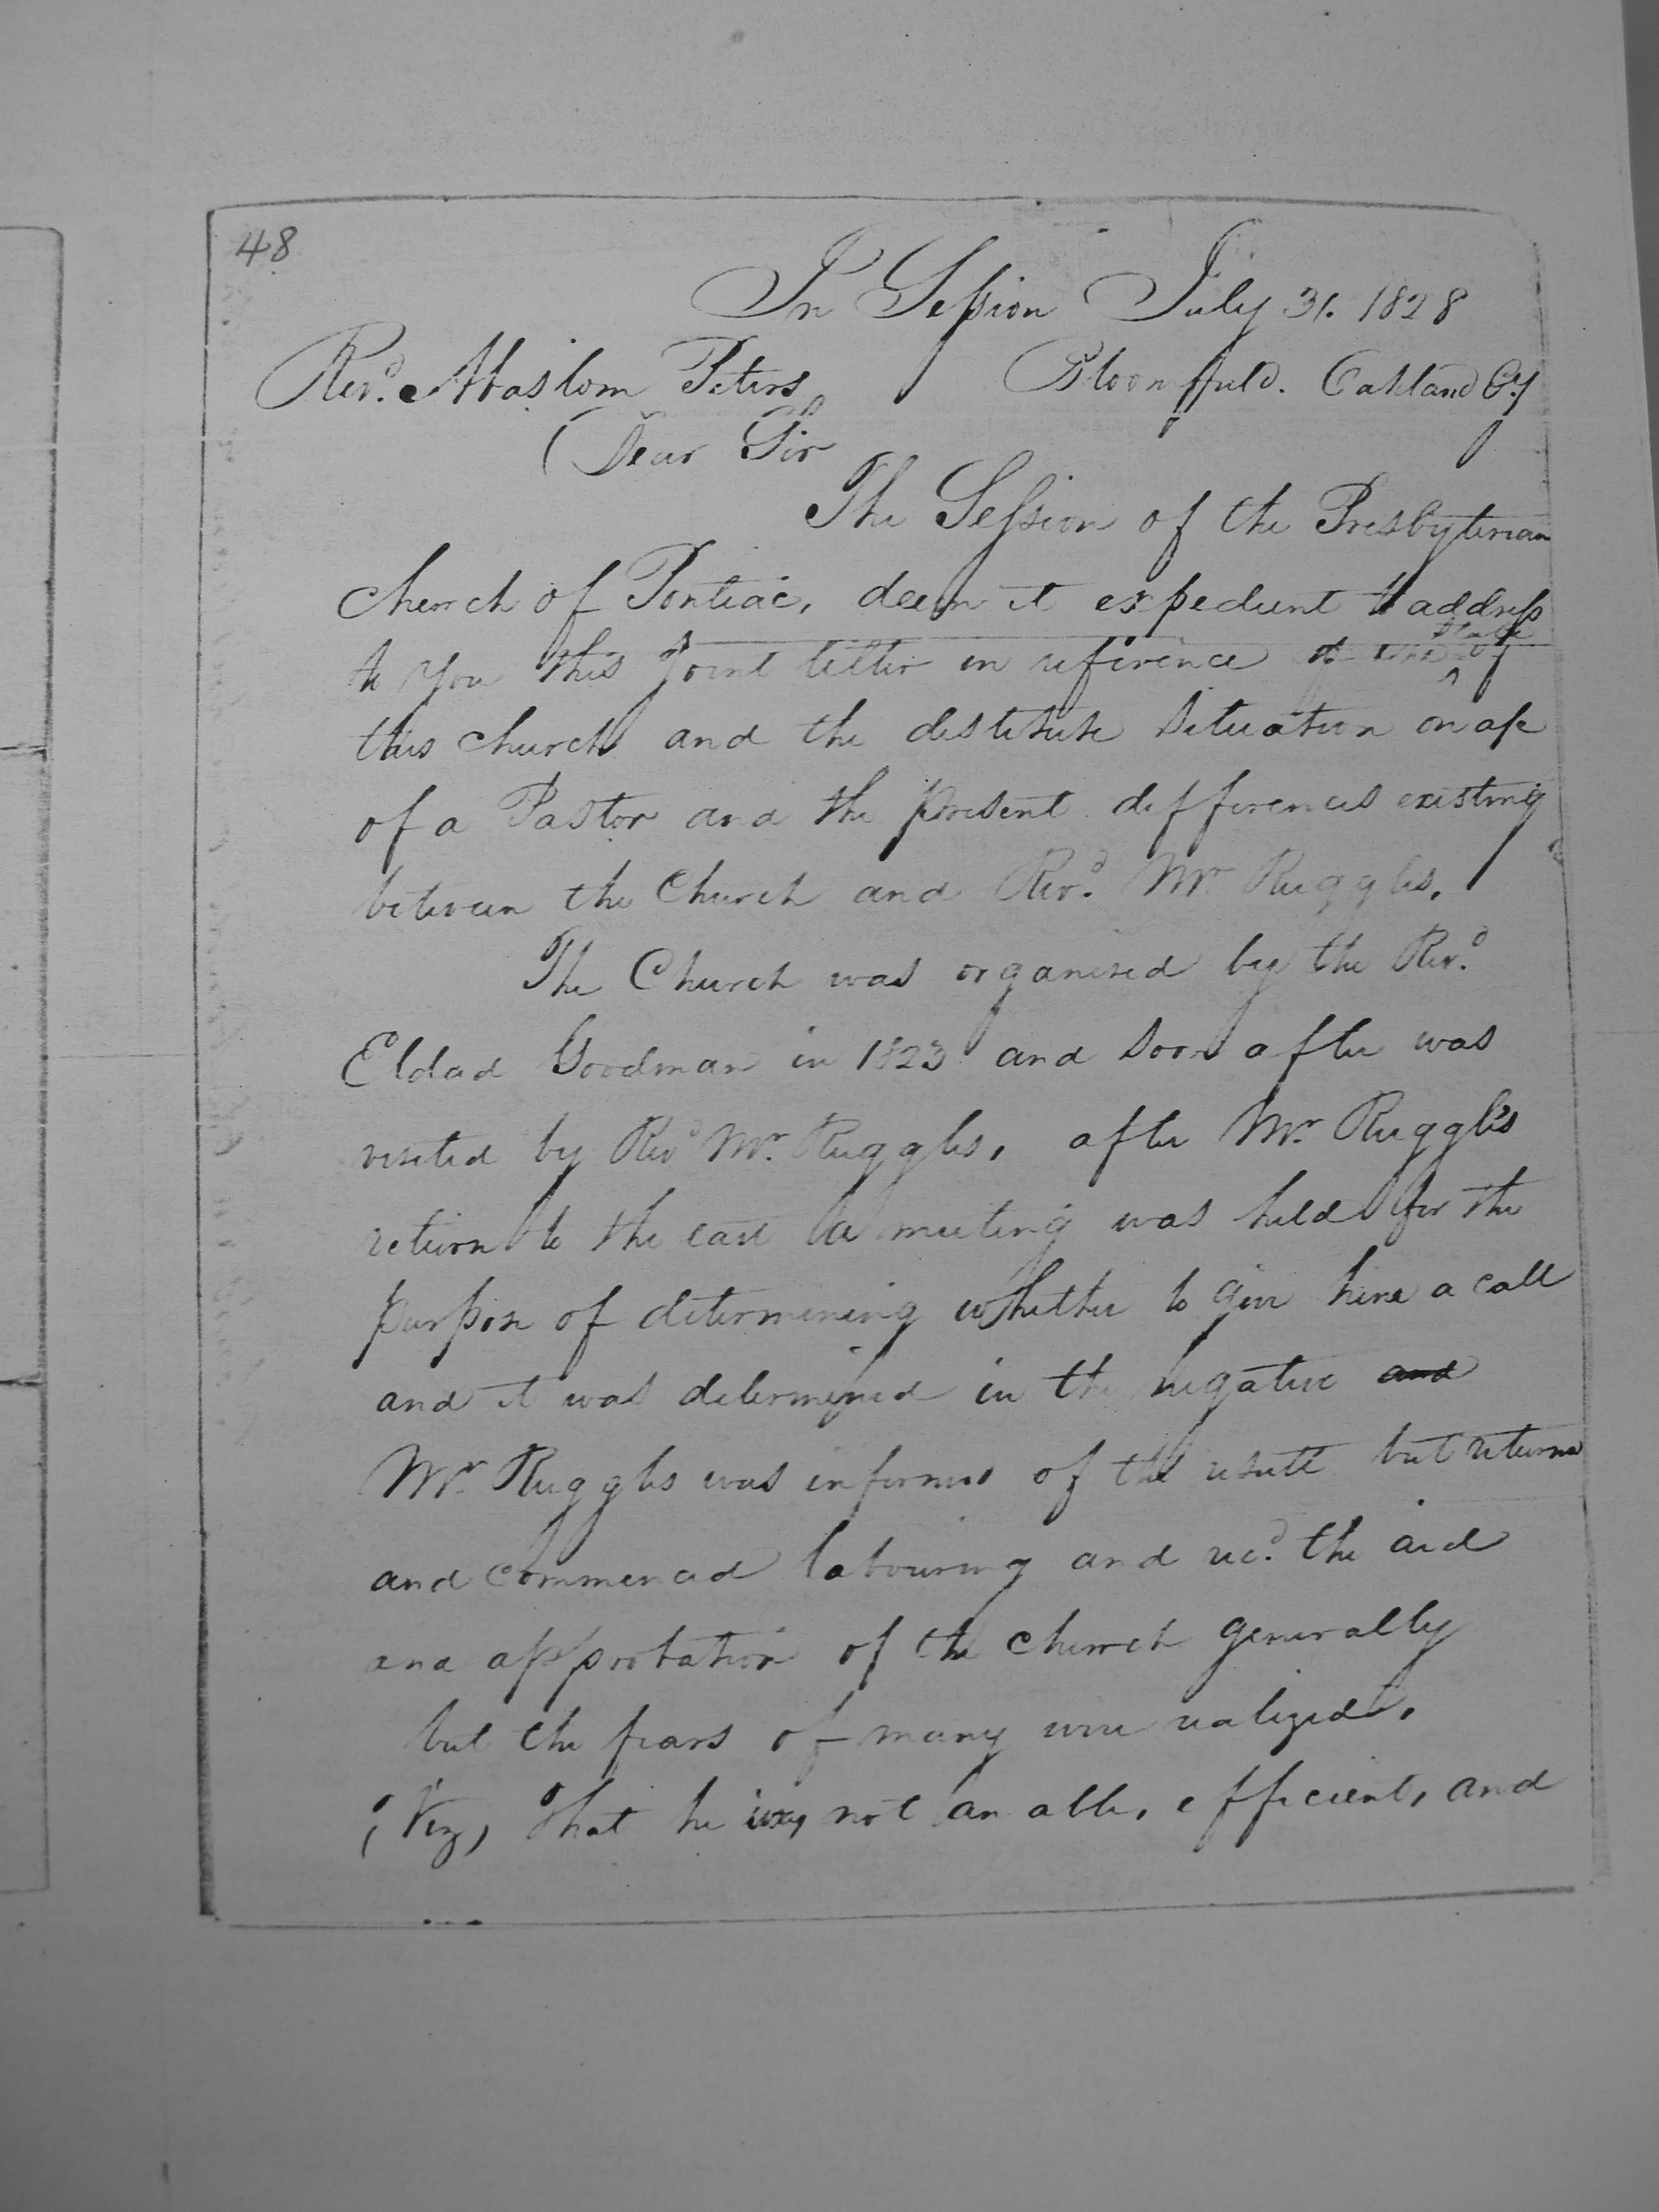 48
In Session July 31. 1828
Revd. Absalom Peters Bloomfield. Oakland Cy
Dear Sir
The Session of the Presbyterian
church of Pontiac, deem it expedient to address
to you this Joint letter in reference to the state of
this church and the destitute situation
of a Pastor and the present differences existing
between the Church and Revd. Mr. Ruggles.
The Church was organised by the Revd.
Eldad Goodman in 1823 and soon after was
visited by Revd Mr. Ruggles, after Mr. Ruggles
return to the east a meeting was held for the
purpose of determining whether to give hime a call
and it was determined in the negative and
Mr. Ruggles was informed of the result but returned
and commenced labouring and recd. the aid
and approbation of the church generally
but the fears of many were realized.
(Viz) that he was not an able, efficient, and